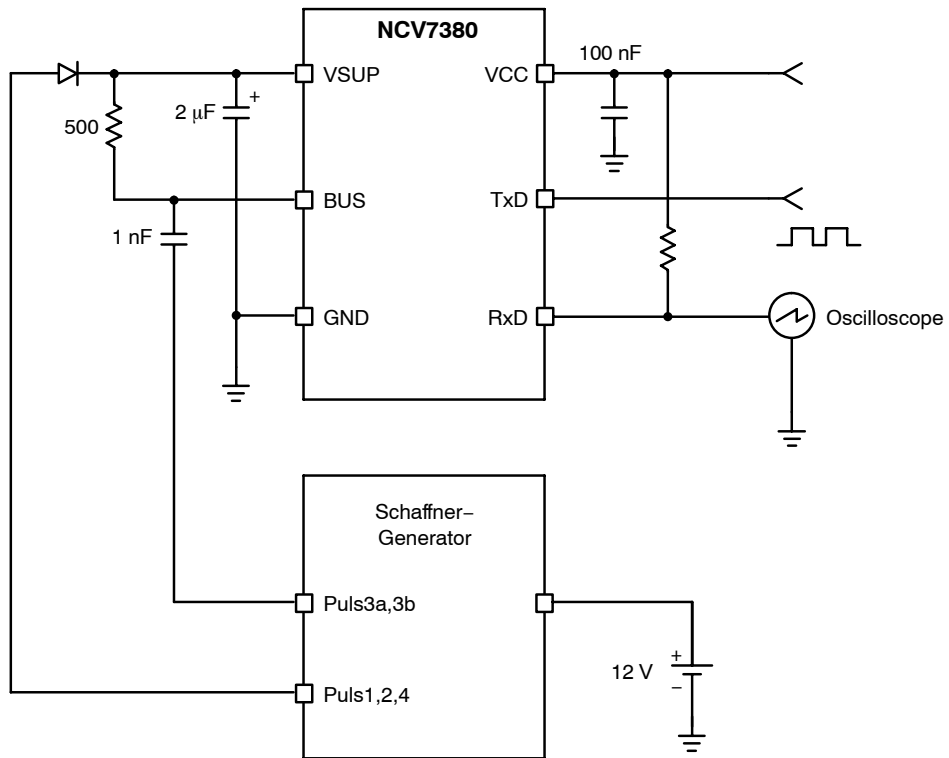 NCV7380
100 nF
VSUP
VCC
+
2 μF
500
BUS
TxD
1 nF
GND
RxD
Oscilloscope
Schaffner–
Generator
Puls3a,3b
+
12 V
–
Puls1,2,4